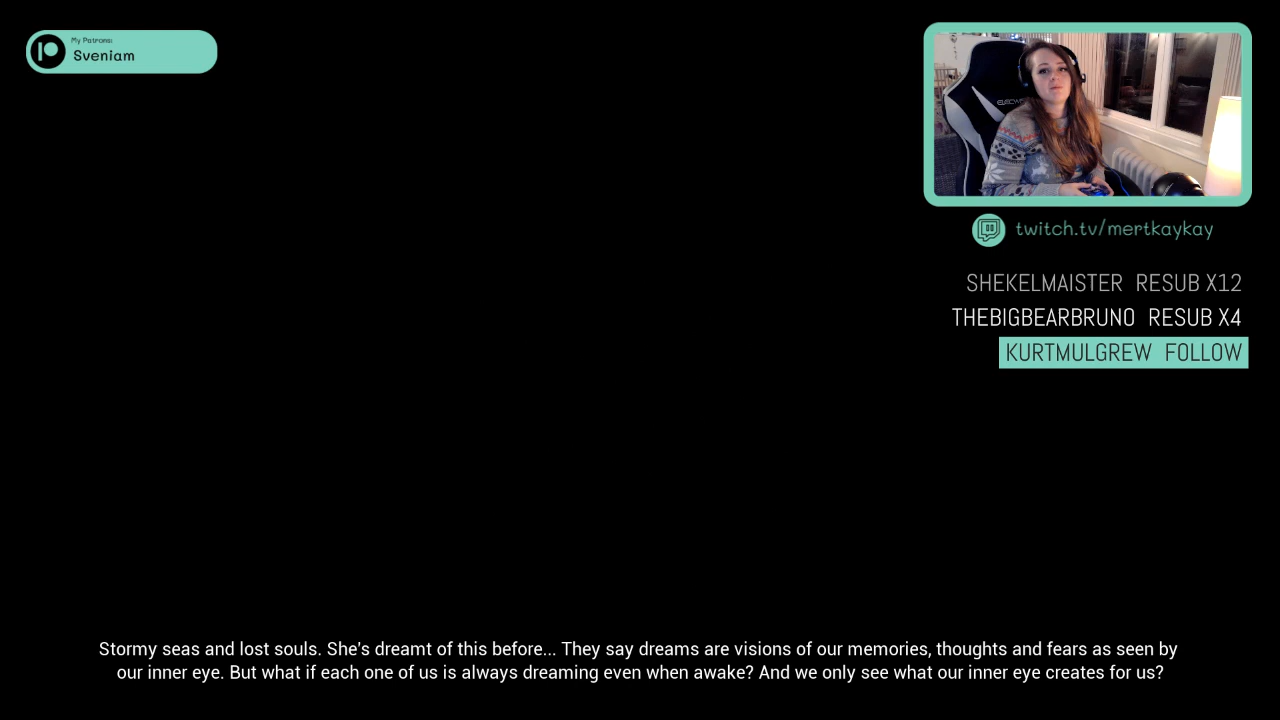 My Patrons:
Sveniam
twitch.tv/mertkaykay
SHEKELMAISTER RESUB X12
THEBIGBEARBRUNO RESUB X4
KURTMULGREW FOLLOW
Stormy seas and lost souls. She's dreamt of this before... They say dreams are visions of our memories, thoughts and fears as seen by
our inner eye. But what if each one of us is always dreaming even when awake? And we only see what our inner eye creates for us?